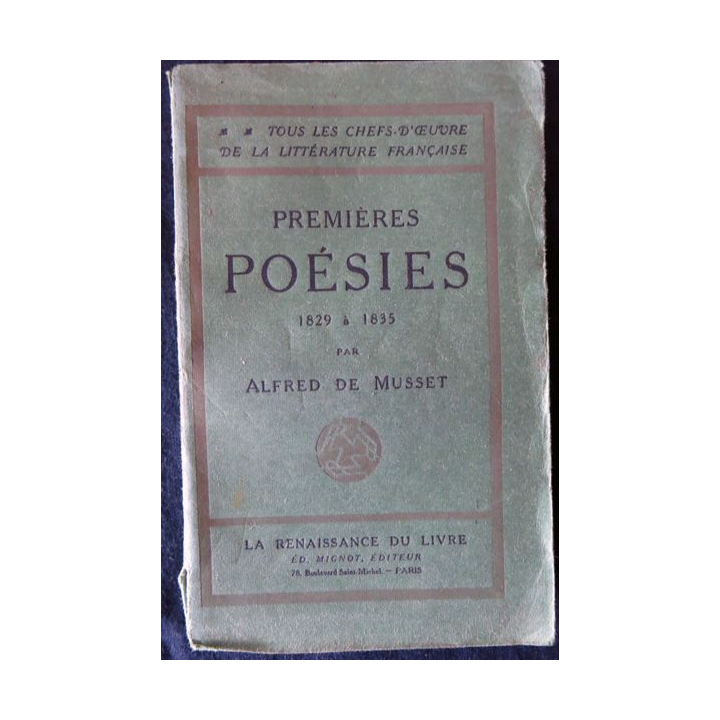 TOUS LES CHEFS-D'ŒUVRE
DE LA LITTÉRATURE FRANÇAISE
PREMIÈRES
POÉSIES
1829 à 1835
PAR
ALFRED DE MUSSET
LA RENAISSANCE DU LIVRE
ÉD. MIGNOT, ÉDITEUR
78, Boulevard Saint-Michel. — PARIS